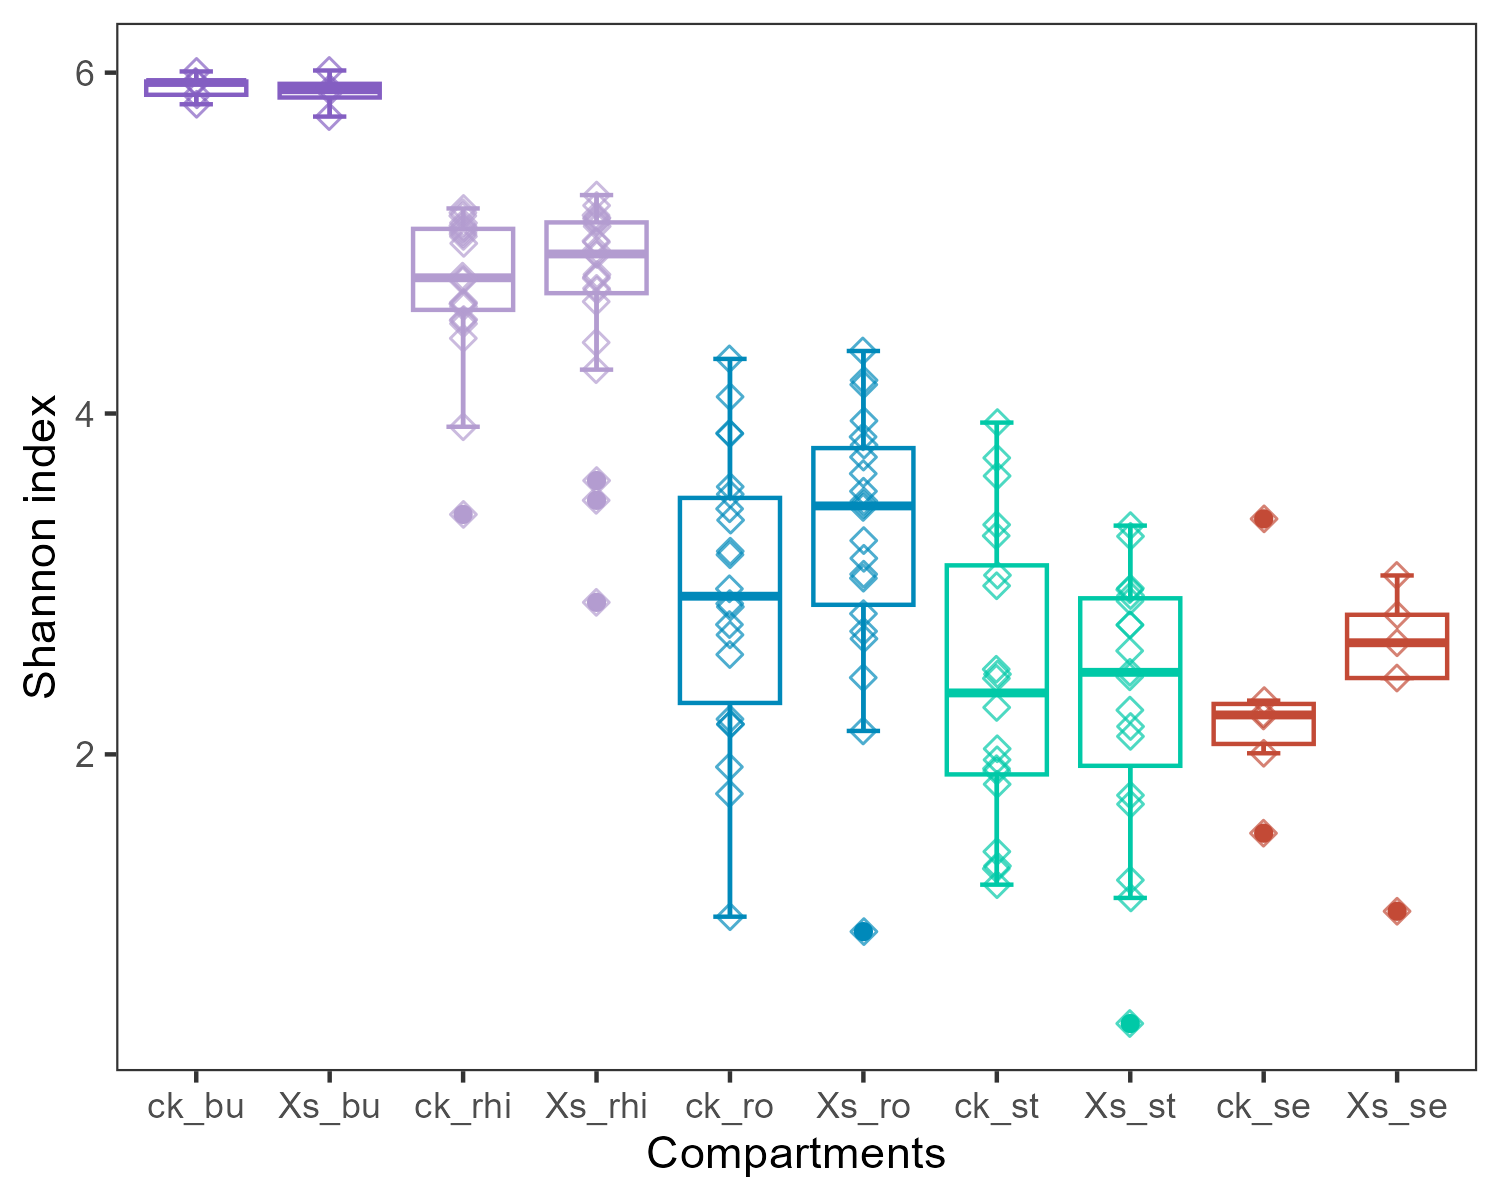 6
4
2
Shannon index
ck_bu Xs_bu ck_rhi Xs_rhi ck_ro Xs_ro ck_st Xs_st ck_se Xs_se
Compartments